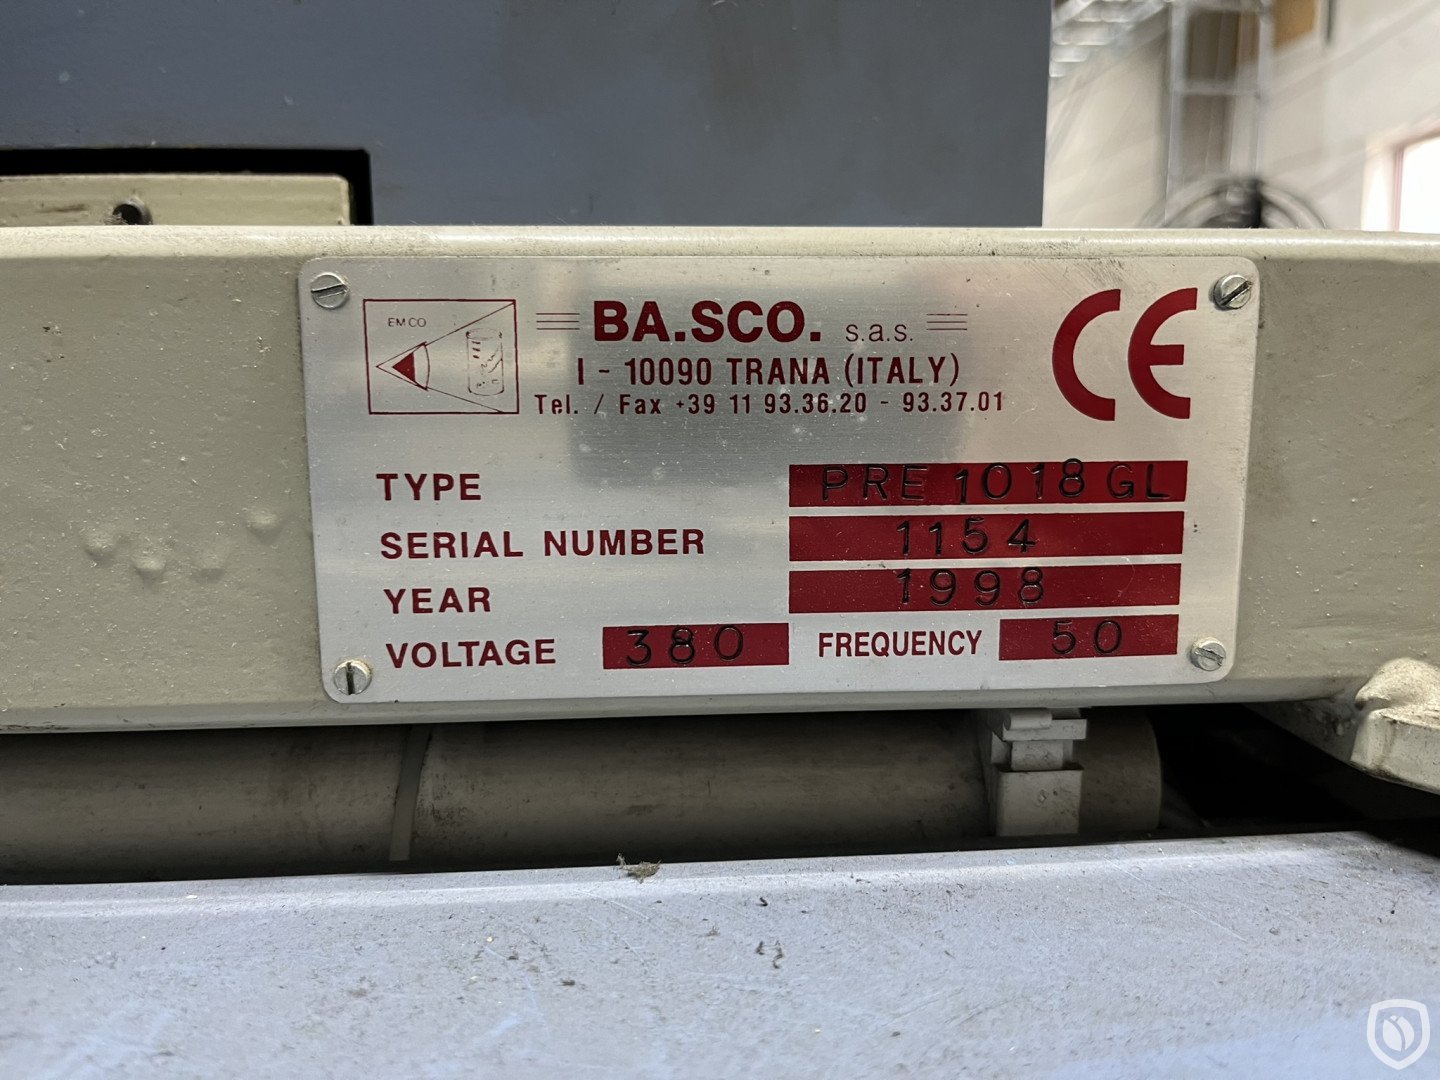 EMCO
BA.SCO. s.a.s.
I - 10090 TRANA (ITALY)
Tel. / Fax +39 11 93.36.20 - 93.37.01
CE
TYPE PRE 1018 GL
SERIAL NUMBER 1154
YEAR 1998
VOLTAGE 380 FREQUENCY 50